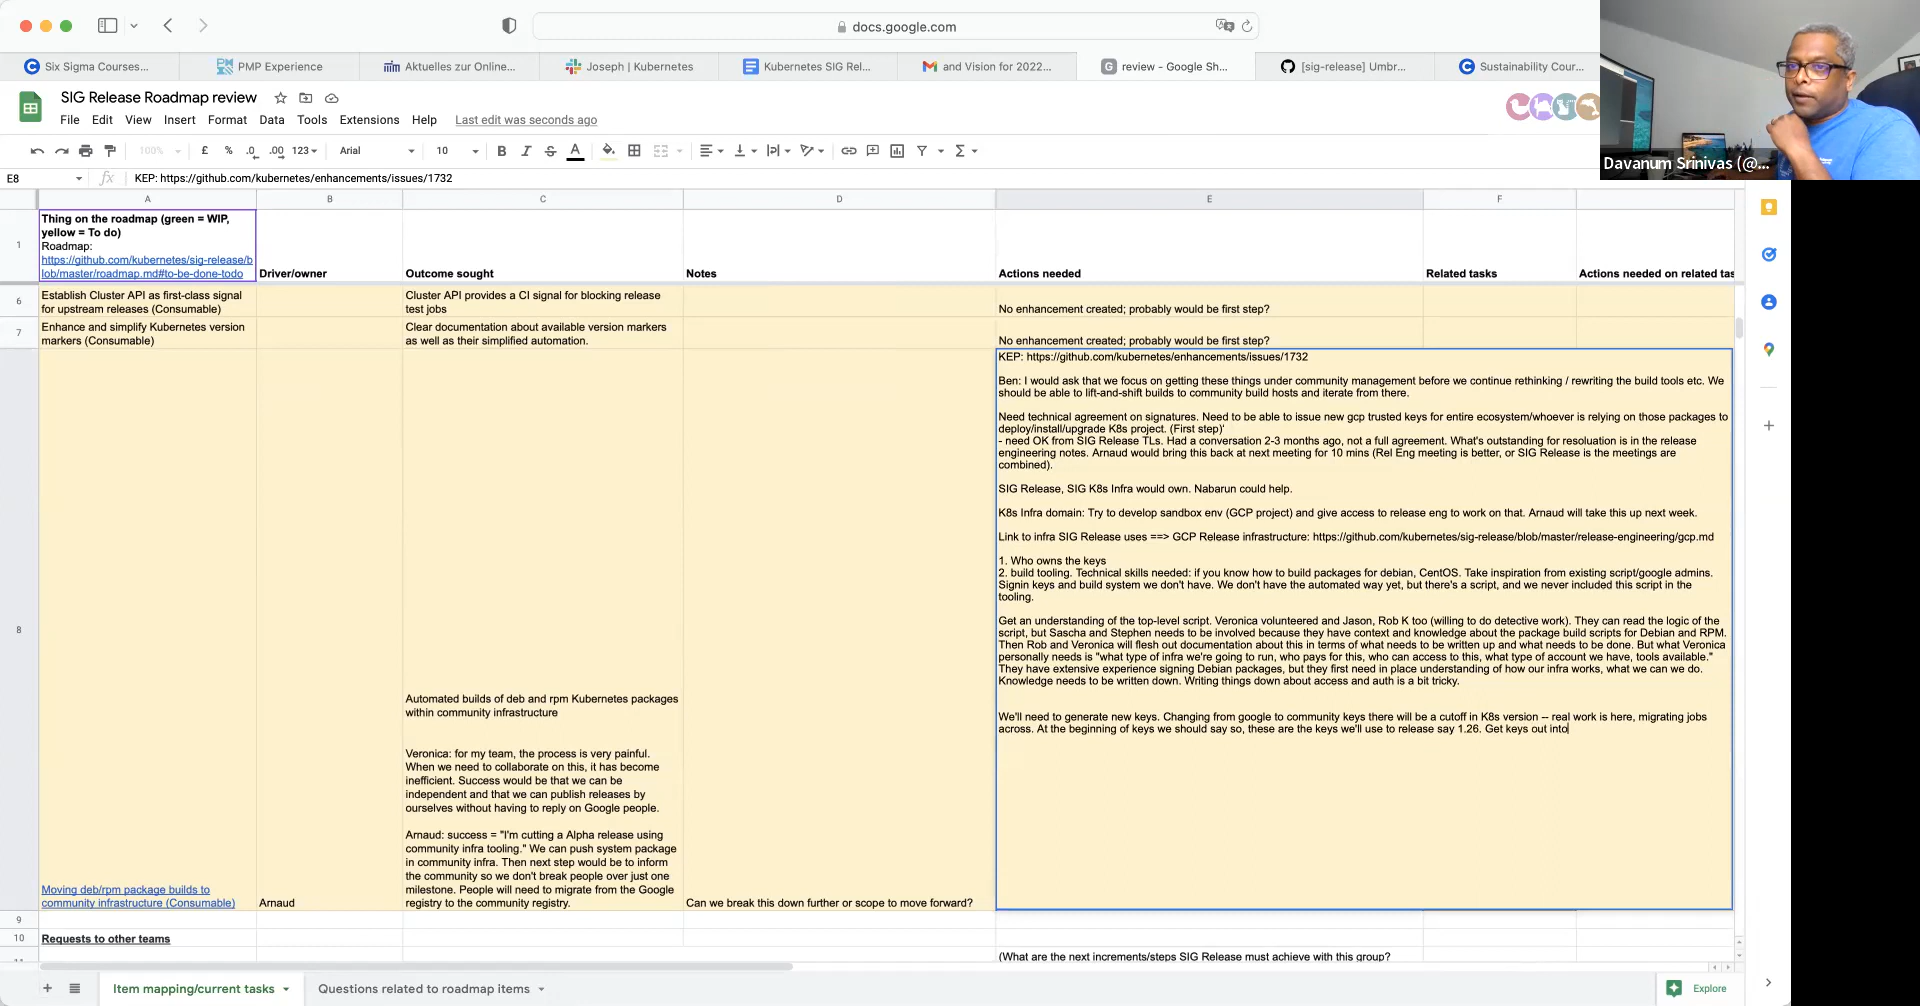 docs.google.com
Six Sigma Courses...
PMP Experience
Aktuelles zur Online...
Joseph | Kubernetes
Kubernetes SIG Rel...
and Vision for 2022...
review - Google Sh...
[sig-release] Umbr...
Sustainability Cour...
SIG Release Roadmap review
File Edit View Insert Format Data Tools Extensions Help Last edit was seconds ago
100% £ % .0 .00 123 Arial 10 B I S A
Davanum Srinivas (@...
E8 fx KEP: https://github.com/kubernetes/enhancements/issues/1732
A B C D E F G
1
Thing on the roadmap (green = WIP,
yellow = To do)
Roadmap:
https://github.com/kubernetes/sig-release/b
lob/master/roadmap.md#to-be-done-todo
Driver/owner
Outcome sought
Notes
Actions needed
Related tasks
Actions needed on related tas
6
Establish Cluster API as first-class signal
for upstream releases (Consumable)
Cluster API provides a CI signal for blocking release
test jobs
No enhancement created; probably would be first step?
7
Enhance and simplify Kubernetes version
markers (Consumable)
Clear documentation about available version markers
as well as their simplified automation.
No enhancement created; probably would be first step?
8
Moving deb/rpm package builds to
community infrastructure (Consumable)
Arnaud
Automated builds of deb and rpm Kubernetes packages
within community infrastructure
Veronica: for my team, the process is very painful.
When we need to collaborate on this, it has become
inefficient. Success would be that we can be
independent and that we can publish releases by
ourselves without having to reply on Google people.
Arnaud: success = "I'm cutting a Alpha release using
community infra tooling." We can push system package
in community infra. Then next step would be to inform
the community so we don't break people over just one
milestone. People will need to migrate from the Google
registry to the community registry.
Can we break this down further or scope to move forward?
KEP: https://github.com/kubernetes/enhancements/issues/1732
Ben: I would ask that we focus on getting these things under community management before we continue rethinking / rewriting the build tools etc. We
should be able to lift-and-shift builds to community build hosts and iterate from there.
Need technical agreement on signatures. Need to be able to issue new gcp trusted keys for entire ecosystem/whoever is relying on those packages to
deploy/install/upgrade K8s project. (First step)'
- need OK from SIG Release TLs. Had a conversation 2-3 months ago, not a full agreement. What's outstanding for resoluation is in the release
engineering notes. Arnaud would bring this back at next meeting for 10 mins (Rel Eng meeting is better, or SIG Release is the meetings are
combined).
SIG Release, SIG K8s Infra would own. Nabarun could help.
K8s Infra domain: Try to develop sandbox env (GCP project) and give access to release eng to work on that. Arnaud will take this up next week.
Link to infra SIG Release uses ==> GCP Release infrastructure: https://github.com/kubernetes/sig-release/blob/master/release-engineering/gcp.md
1. Who owns the keys
2. build tooling. Technical skills needed: if you know how to build packages for debian, CentOS. Take inspiration from existing script/google admins.
Signin keys and build system we don't have. We don't have the automated way yet, but there's a script, and we never included this script in the
tooling.
Get an understanding of the top-level script. Veronica volunteered and Jason, Rob K too (willing to do detective work). They can read the logic of the
script, but Sascha and Stephen needs to be involved because they have context and knowledge about the package build scripts for Debian and RPM.
Then Rob and Veronica will flesh out documentation about this in terms of what needs to be written up and what needs to be done. But what Veronica
personally needs is "what type of infra we're going to run, who pays for this, who can access to this, what type of account we have, tools available."
They have extensive experience signing Debian packages, but they first need in place understanding of how our infra works, what we can we do.
Knowledge needs to be written down. Writing things down about access and auth is a bit tricky.
We'll need to generate new keys. Changing from google to community keys there will be a cutoff in K8s version -- real work is here, migrating jobs
across. At the beginning of keys we should say so, these are the keys we'll use to release say 1.26. Get keys out into
9
10
Requests to other teams
(What are the next increments/steps SIG Release must achieve with this group?
Item mapping/current tasks
Questions related to roadmap items
Explore